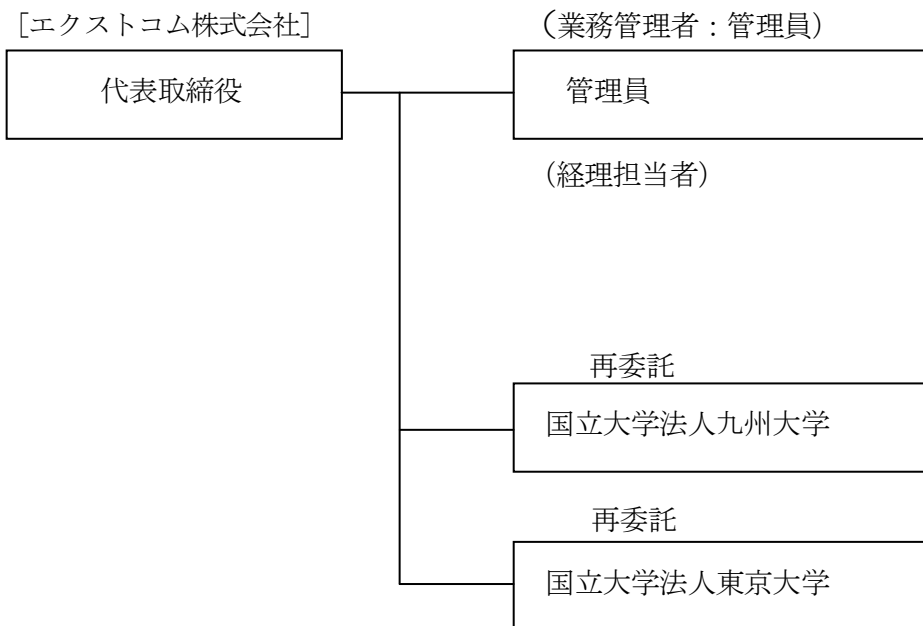 [エクストコム株式会社]
(業務管理者：管理員)
代表取締役
管理員
(経理担当者)
再委託
国立大学法人九州大学
再委託
国立大学法人東京大学